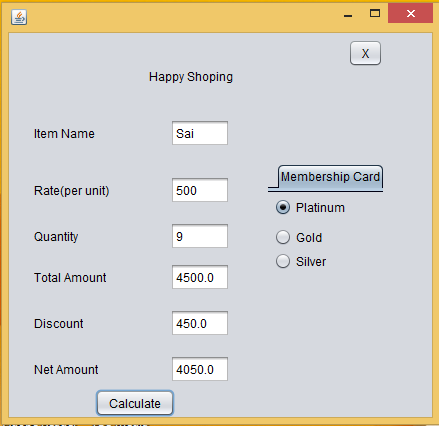 X
Happy Shoping
Item Name Sai
Membership Card
Rate(per unit) 500
Platinum
Quantity 9
Gold
Silver
Total Amount 4500.0
Discount 450.0
Net Amount 4050.0
Calculate